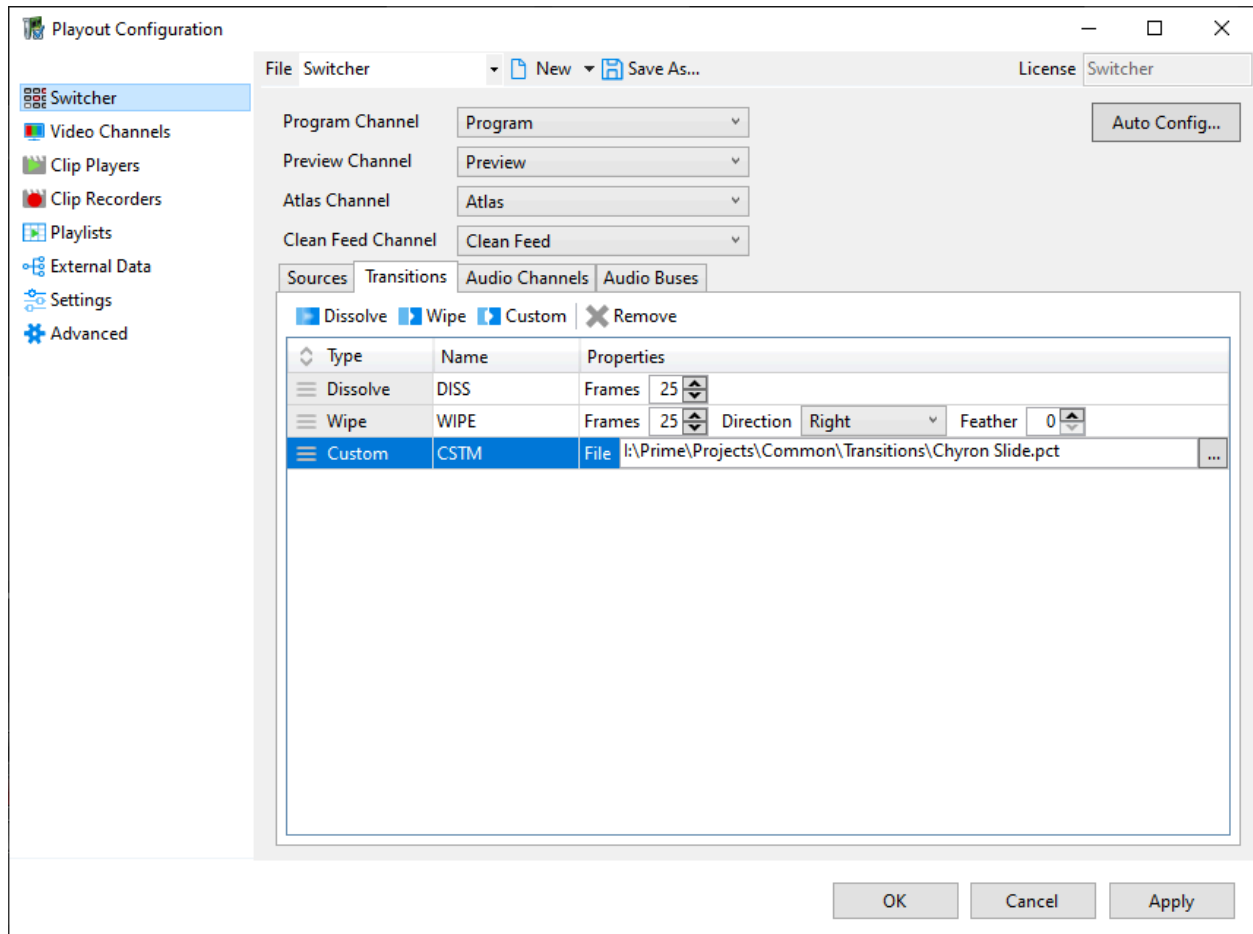 Playout Configuration
File Switcher New Save As... License Switcher
Switcher
Video Channels
Clip Players
Clip Recorders
Playlists
External Data
Settings
Advanced
Program Channel Program Auto Config...
Preview Channel Preview
Atlas Channel Atlas
Clean Feed Channel Clean Feed
Sources Transitions Audio Channels Audio Buses
Dissolve Wipe Custom Remove
Type Name Properties
Dissolve DISS Frames 25
Wipe WIPE Frames 25 Direction Right Feather 0
Custom CSTM File I:\Prime\Projects\Common\Transitions\Chyron Slide.pct ...
OK Cancel Apply